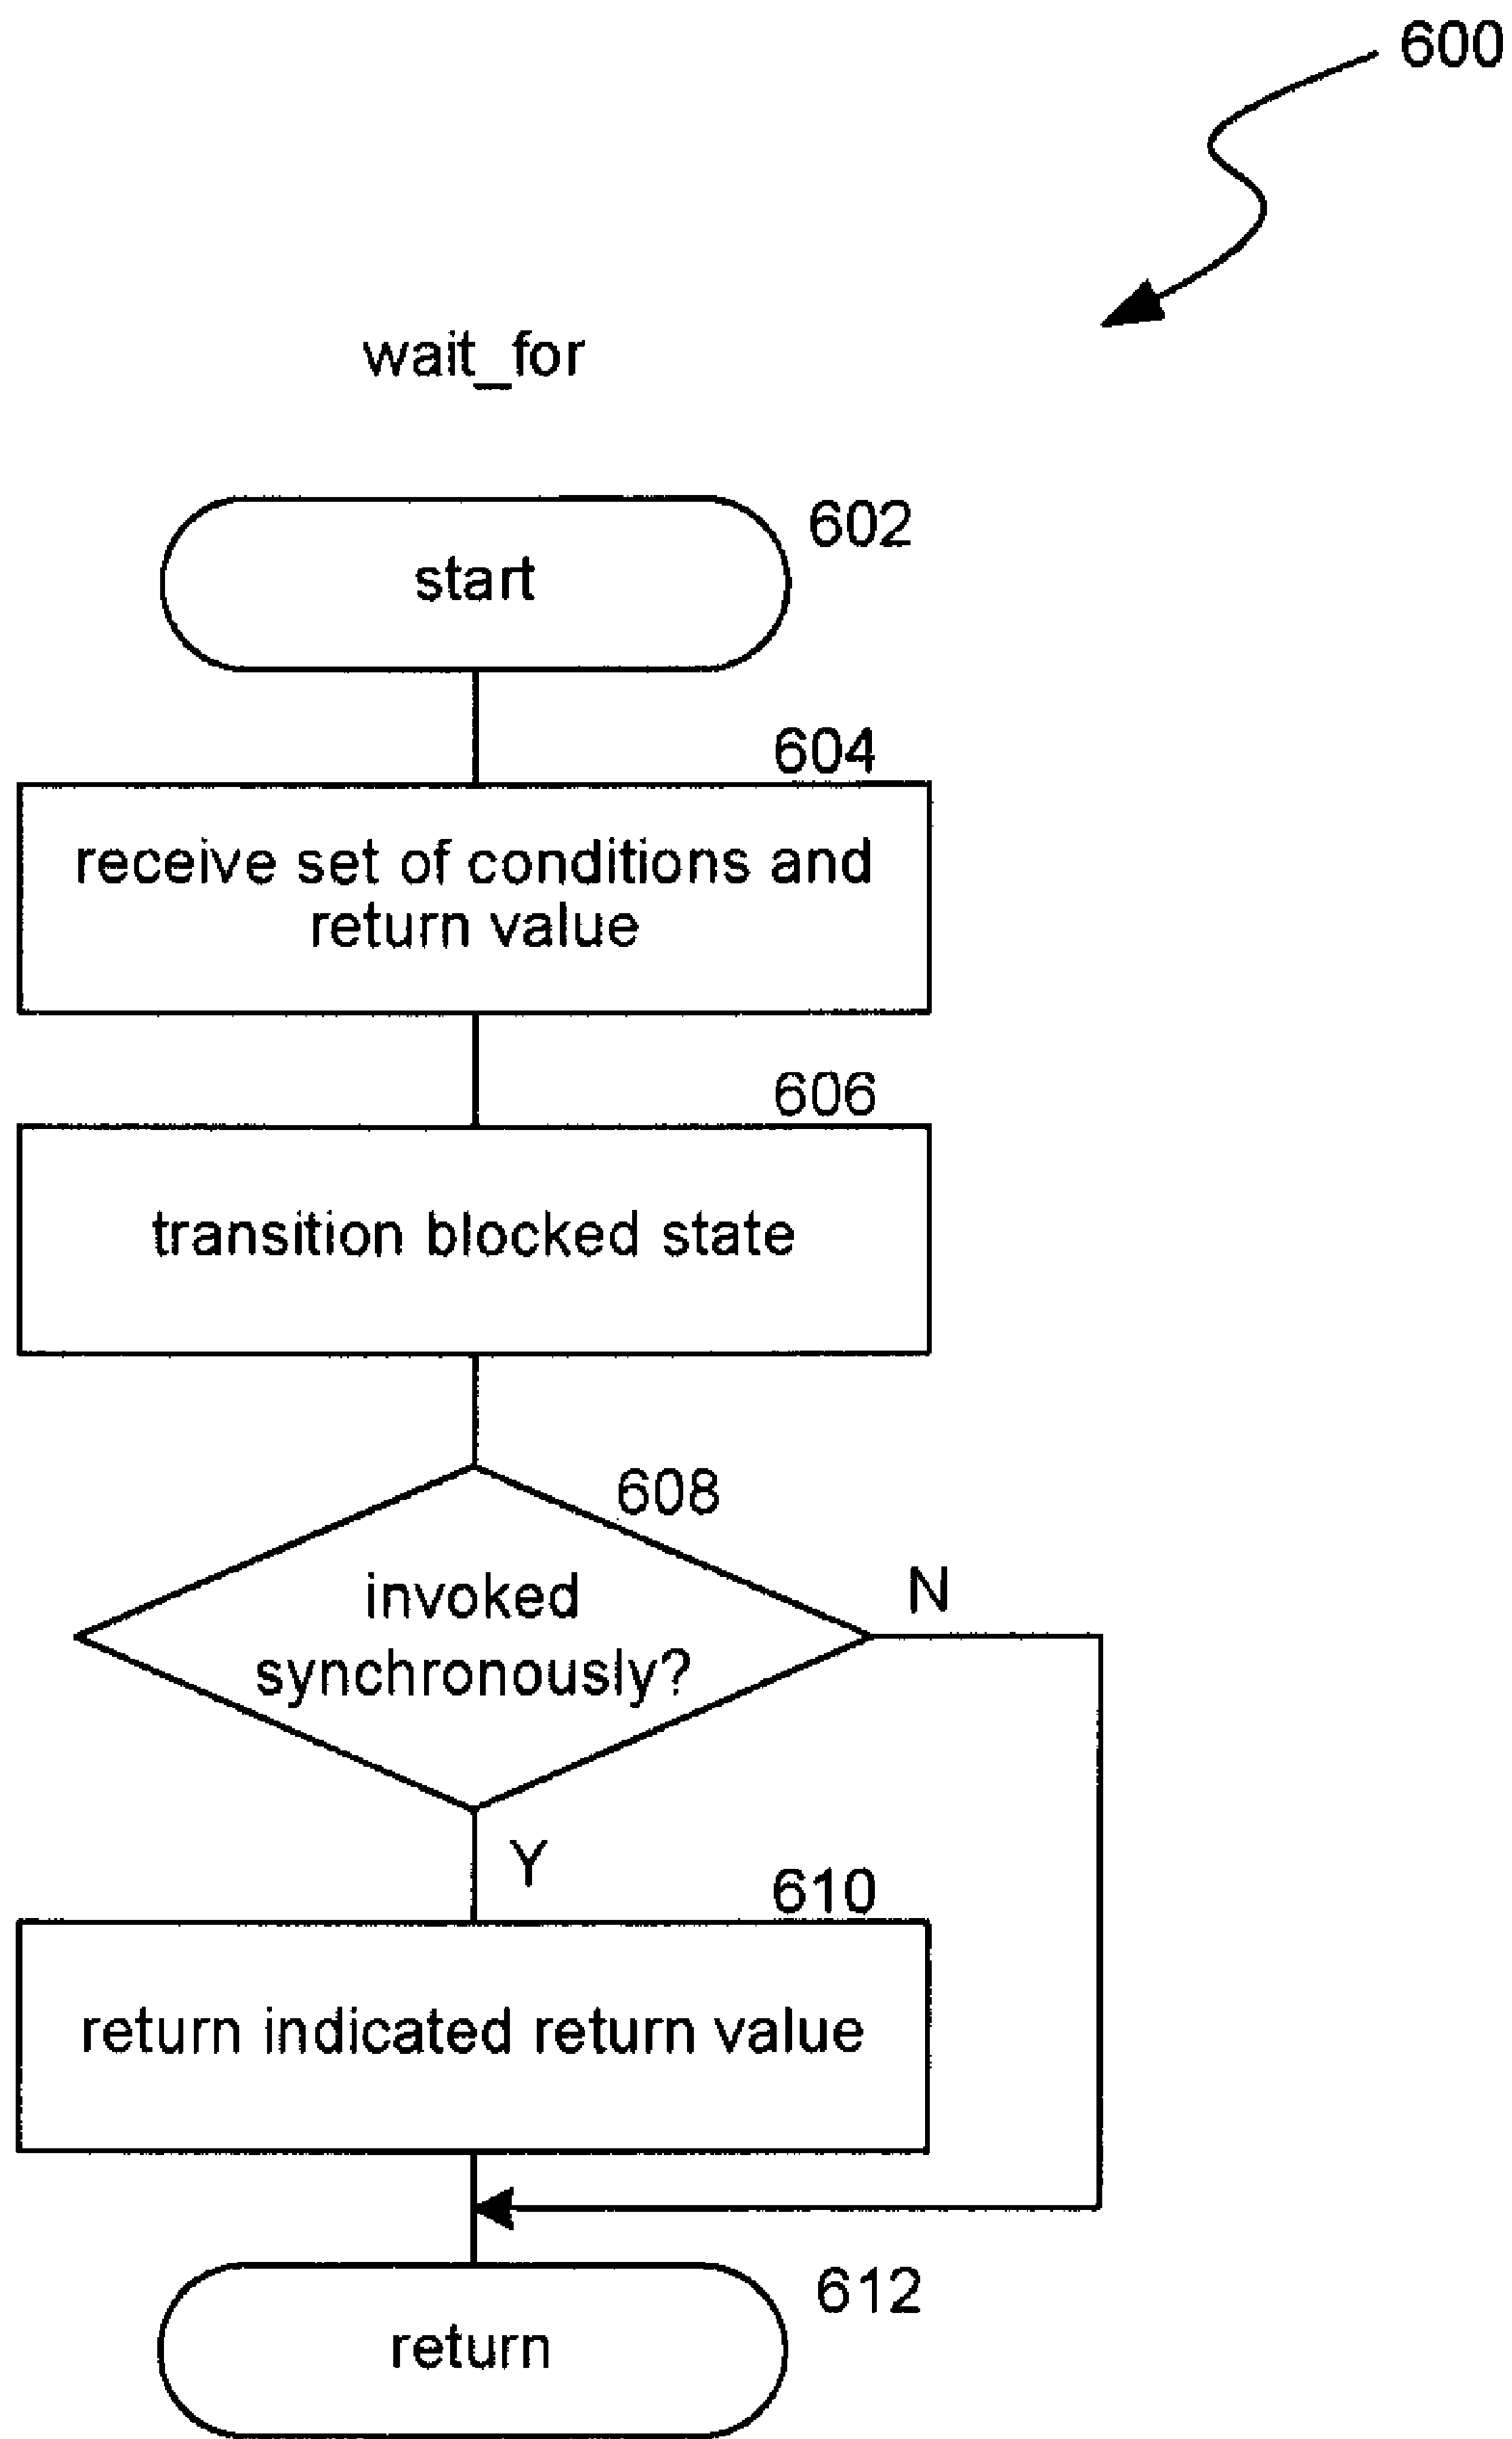 600
wait_for
602
start
604
receive set of conditions and
return value
606
transition blocked state
608
invoked
synchronously?
N
Y
610
return indicated return value
612
return